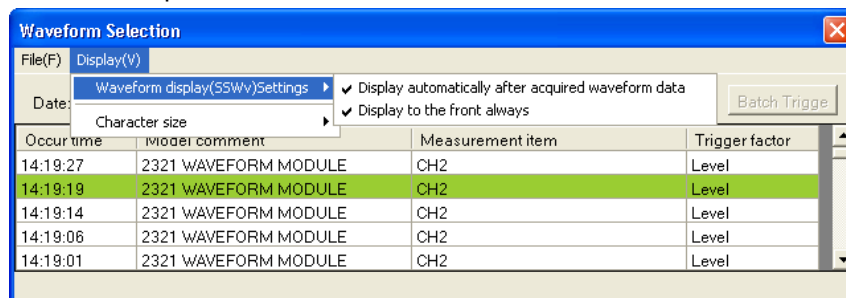 Waveform Selection
File(F) Display(V)
Waveform display(SSWv)Settings ✓ Display automatically after acquired waveform data
✓ Display to the front always
Date: Batch Trigge
Character size
Occur time Model comment Measurement item Trigger factor
14:19:27 2321 WAVEFORM MODULE CH2 Level
14:19:19 2321 WAVEFORM MODULE CH2 Level
14:19:14 2321 WAVEFORM MODULE CH2 Level
14:19:06 2321 WAVEFORM MODULE CH2 Level
14:19:01 2321 WAVEFORM MODULE CH2 Level